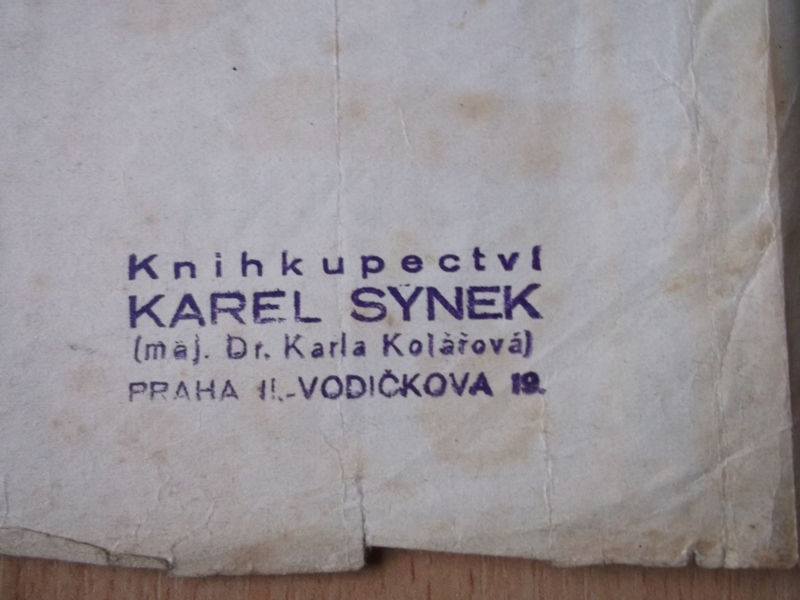 Knihkupectví
KAREL SYNEK
(maj. Dr. Karla Kolářová)
PRAHA II.-VODIČKOVA 19.